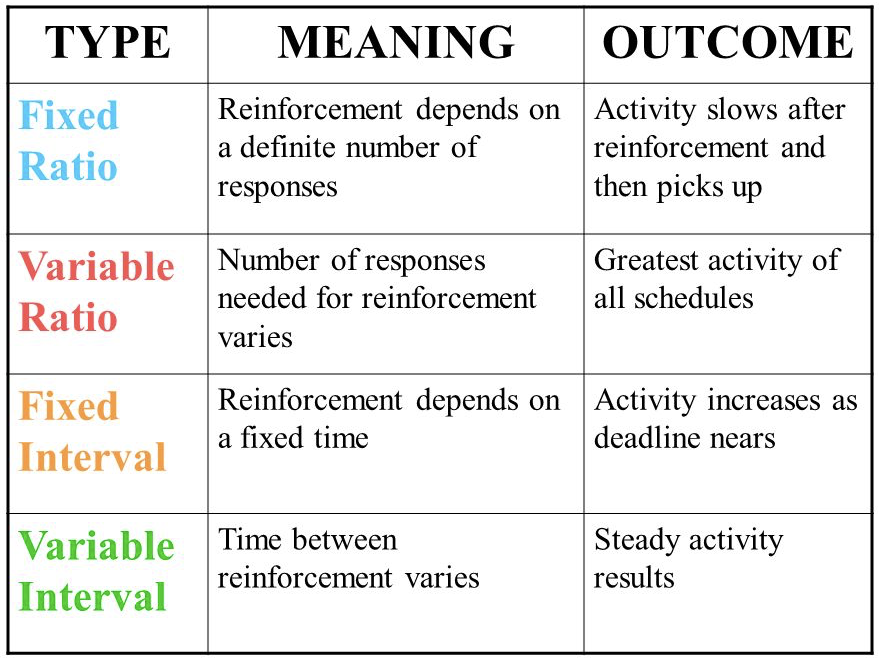 TYPE MEANING OUTCOME
Fixed
Ratio
Reinforcement depends on
a definite number of
responses
Activity slows after
reinforcement and
then picks up
Variable
Ratio
Number of responses
needed for reinforcement
varies
Greatest activity of
all schedules
Fixed
Interval
Reinforcement depends on
a fixed time
Activity increases as
deadline nears
Variable
Interval
Time between
reinforcement varies
Steady activity
results